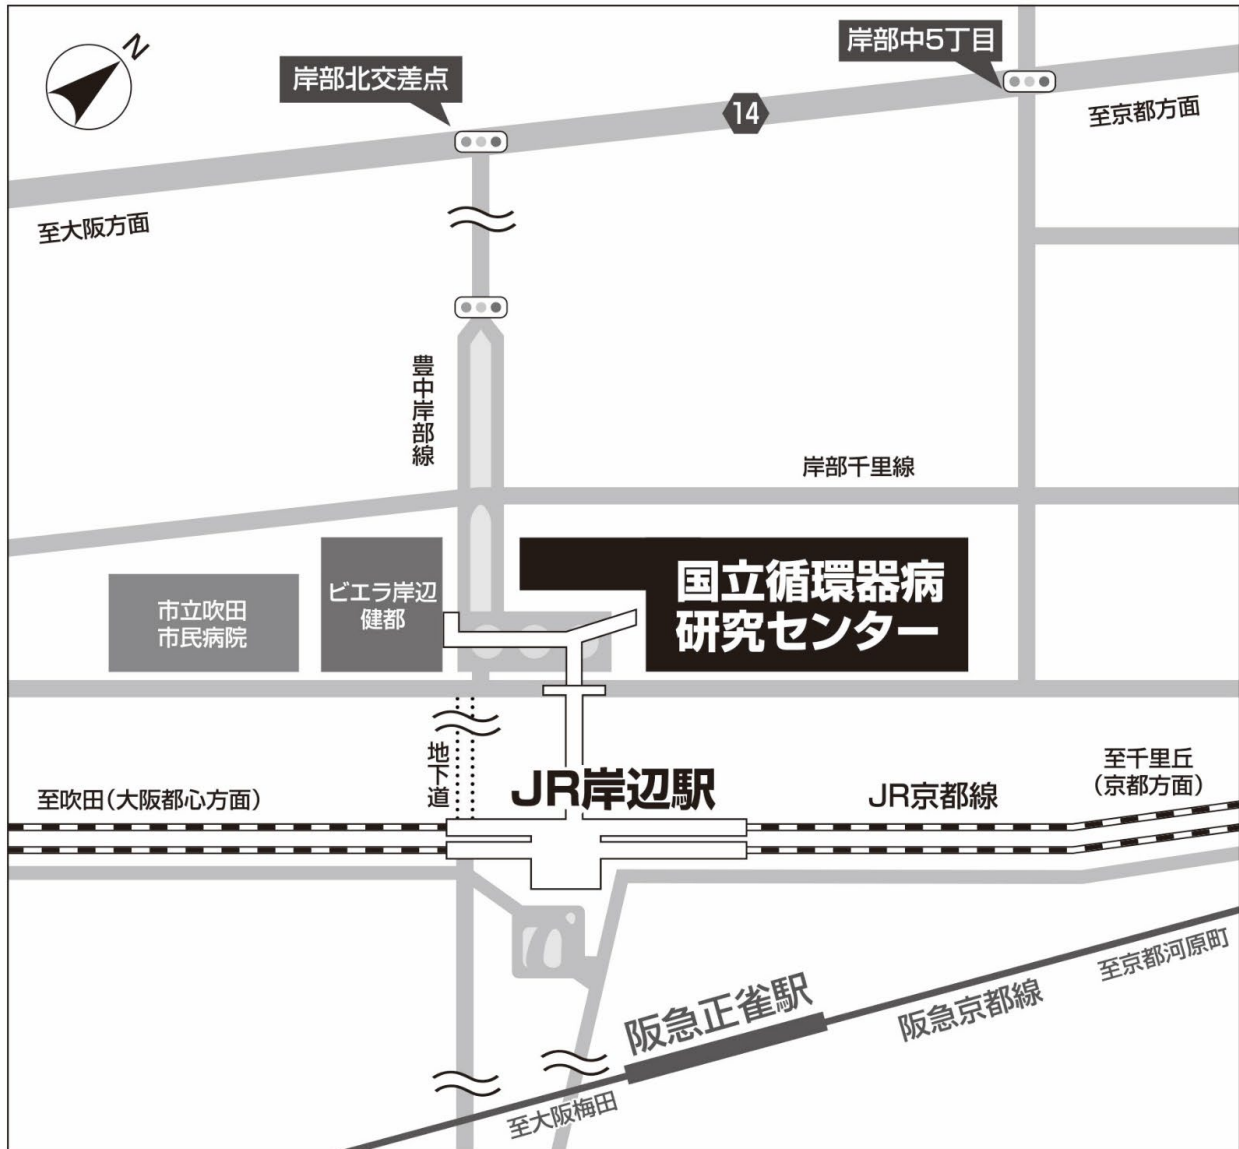 N
岸部北交差点
岸部中5丁目
14
至京都方面
至大阪方面
豊中岸部線
岸部千里線
市立吹田
市民病院
ビエラ岸辺
健都
国立循環器病
研究センター
地下道
至吹田(大阪都心方面)
JR岸辺駅
JR京都線
至千里丘
(京都方面)
阪急正雀駅
阪急京都線
至京都河原町
至大阪梅田